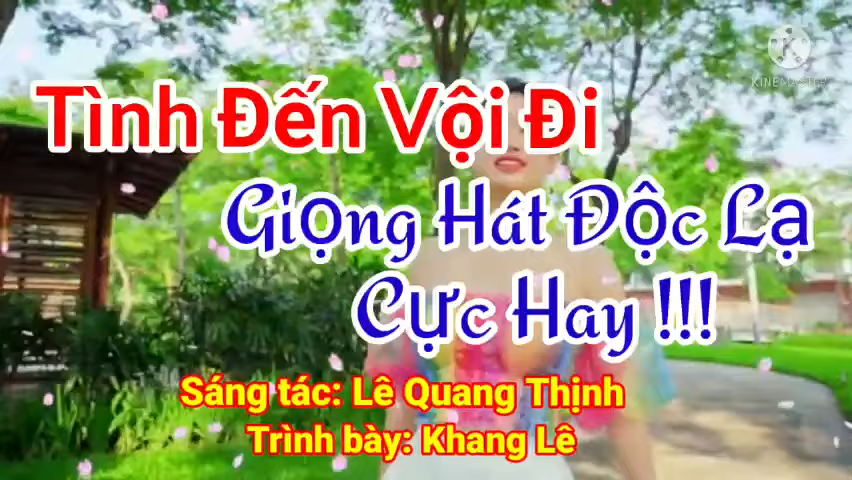 KINEMASTER
Tình Đến Vội Đi
Giọng Hát Độc Lạ
Cực Hay !!!
Sáng tác: Lê Quang Thịnh
Trình bày: Khang Lê